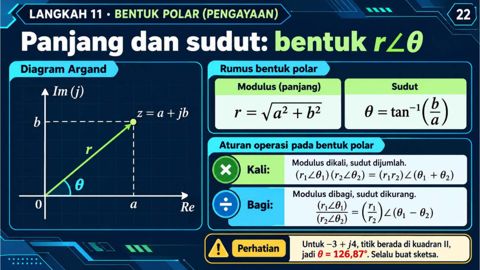 LANGKAH 11 • BENTUK POLAR (PENGAYAAN)
22
Panjang dan sudut: bentuk r∠θ
Diagram Argand
Im (j)
b
z = a + jb
r
θ
0
a
Re
Rumus bentuk polar
Modulus (panjang)
r = √(a² + b²)
Sudut
θ = tan⁻¹(b/a)
Aturan operasi pada bentuk polar
× Kali:
Modulus dikali, sudut dijumlah.
(r₁∠θ₁)(r₂∠θ₂) = (r₁r₂)∠(θ₁ + θ₂)
÷ Bagi:
Modulus dibagi, sudut dikurang.
(r₁∠θ₁)/(r₂∠θ₂) = (r₁/r₂)∠(θ₁ − θ₂)
! Perhatian
Untuk −3 + j4, titik berada di kuadran II,
jadi θ = 126,87°. Selalu buat sketsa.